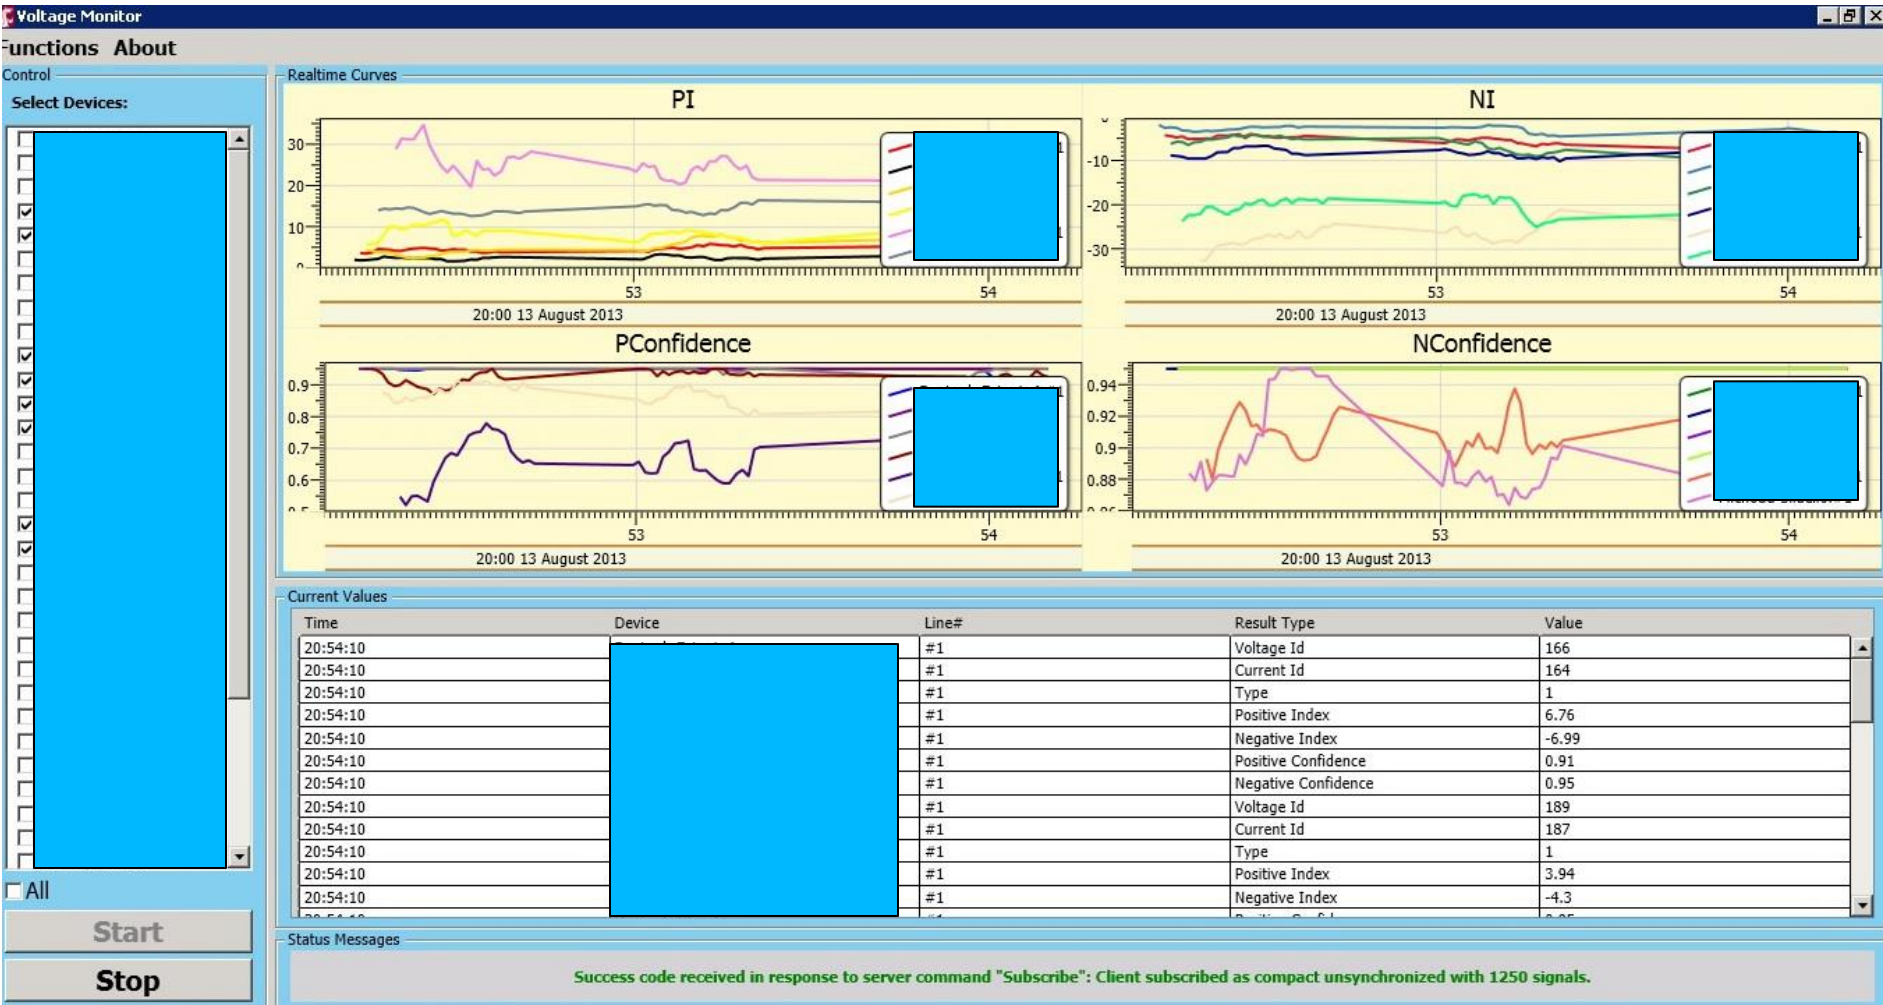 Voltage Monitor
Functions About
Control
Select Devices:
All
Start
Stop
Realtime Curves
PI
30
20
10
53 54
20:00 13 August 2013
NI
-10
-20
-30
53 54
20:00 13 August 2013
PConfidence
0.9
0.8
0.7
0.6
53 54
20:00 13 August 2013
NConfidence
0.94
0.92
0.9
0.88
53 54
20:00 13 August 2013
Current Values
Time Device Line# Result Type Value
20:54:10 #1 Voltage Id 166
20:54:10 #1 Current Id 164
20:54:10 #1 Type 1
20:54:10 #1 Positive Index 6.76
20:54:10 #1 Negative Index -6.99
20:54:10 #1 Positive Confidence 0.91
20:54:10 #1 Negative Confidence 0.95
20:54:10 #1 Voltage Id 189
20:54:10 #1 Current Id 187
20:54:10 #1 Type 1
20:54:10 #1 Positive Index 3.94
20:54:10 #1 Negative Index -4.3
Status Messages
Success code received in response to server command "Subscribe": Client subscribed as compact unsynchronized with 1250 signals.